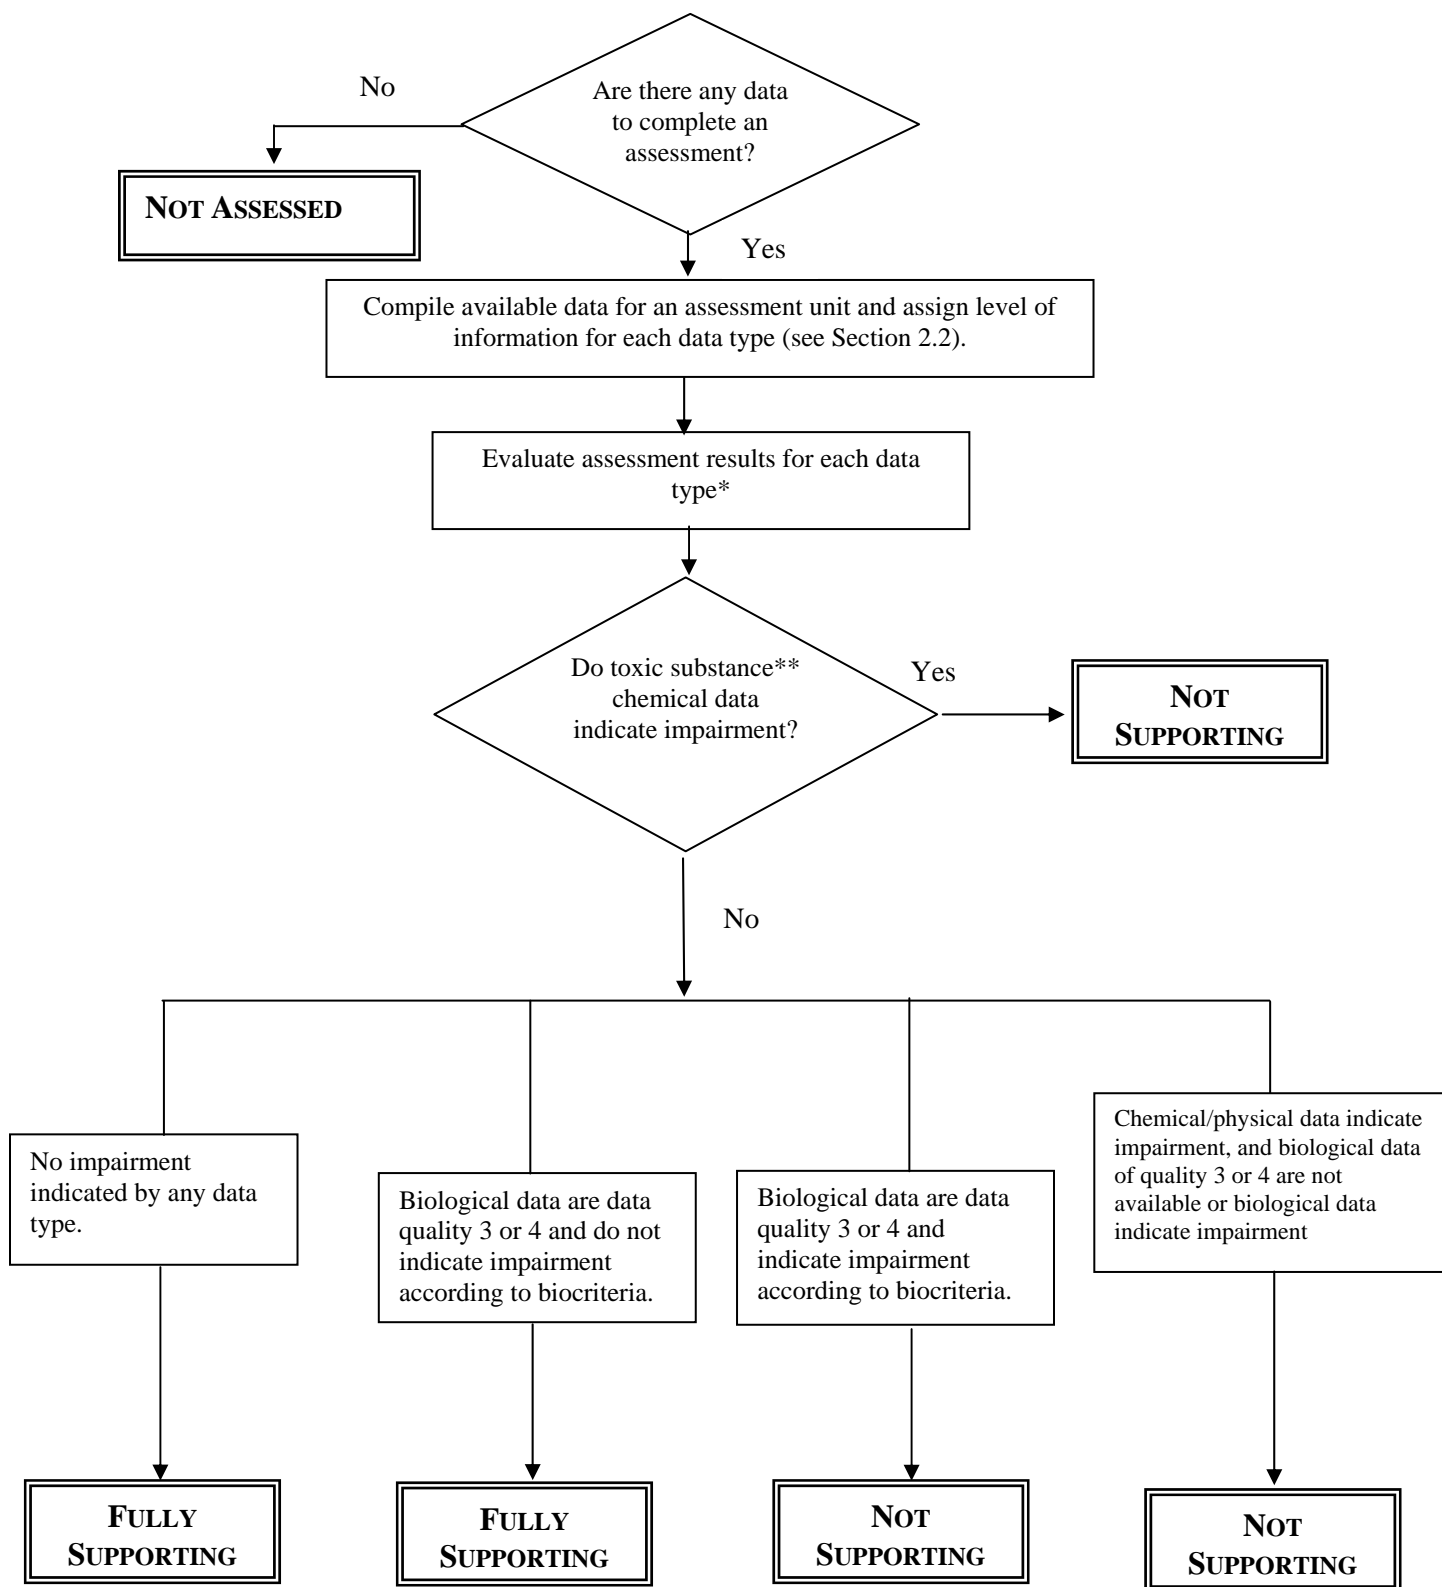 No
Are there any data
to complete an
assessment?
NOT ASSESSED
Yes
Compile available data for an assessment unit and assign level of
information for each data type (see Section 2.2).
Evaluate assessment results for each data
type*
Do toxic substance**
chemical data
indicate impairment?
Yes
NOT
SUPPORTING
No
No impairment
indicated by any data
type.
Biological data are data
quality 3 or 4 and do not
indicate impairment
according to biocriteria.
Biological data are data
quality 3 or 4 and
indicate impairment
according to biocriteria.
Chemical/physical data indicate
impairment, and biological data
of quality 3 or 4 are not
available or biological data
indicate impairment
FULLY
SUPPORTING
FULLY
SUPPORTING
NOT
SUPPORTING
NOT
SUPPORTING